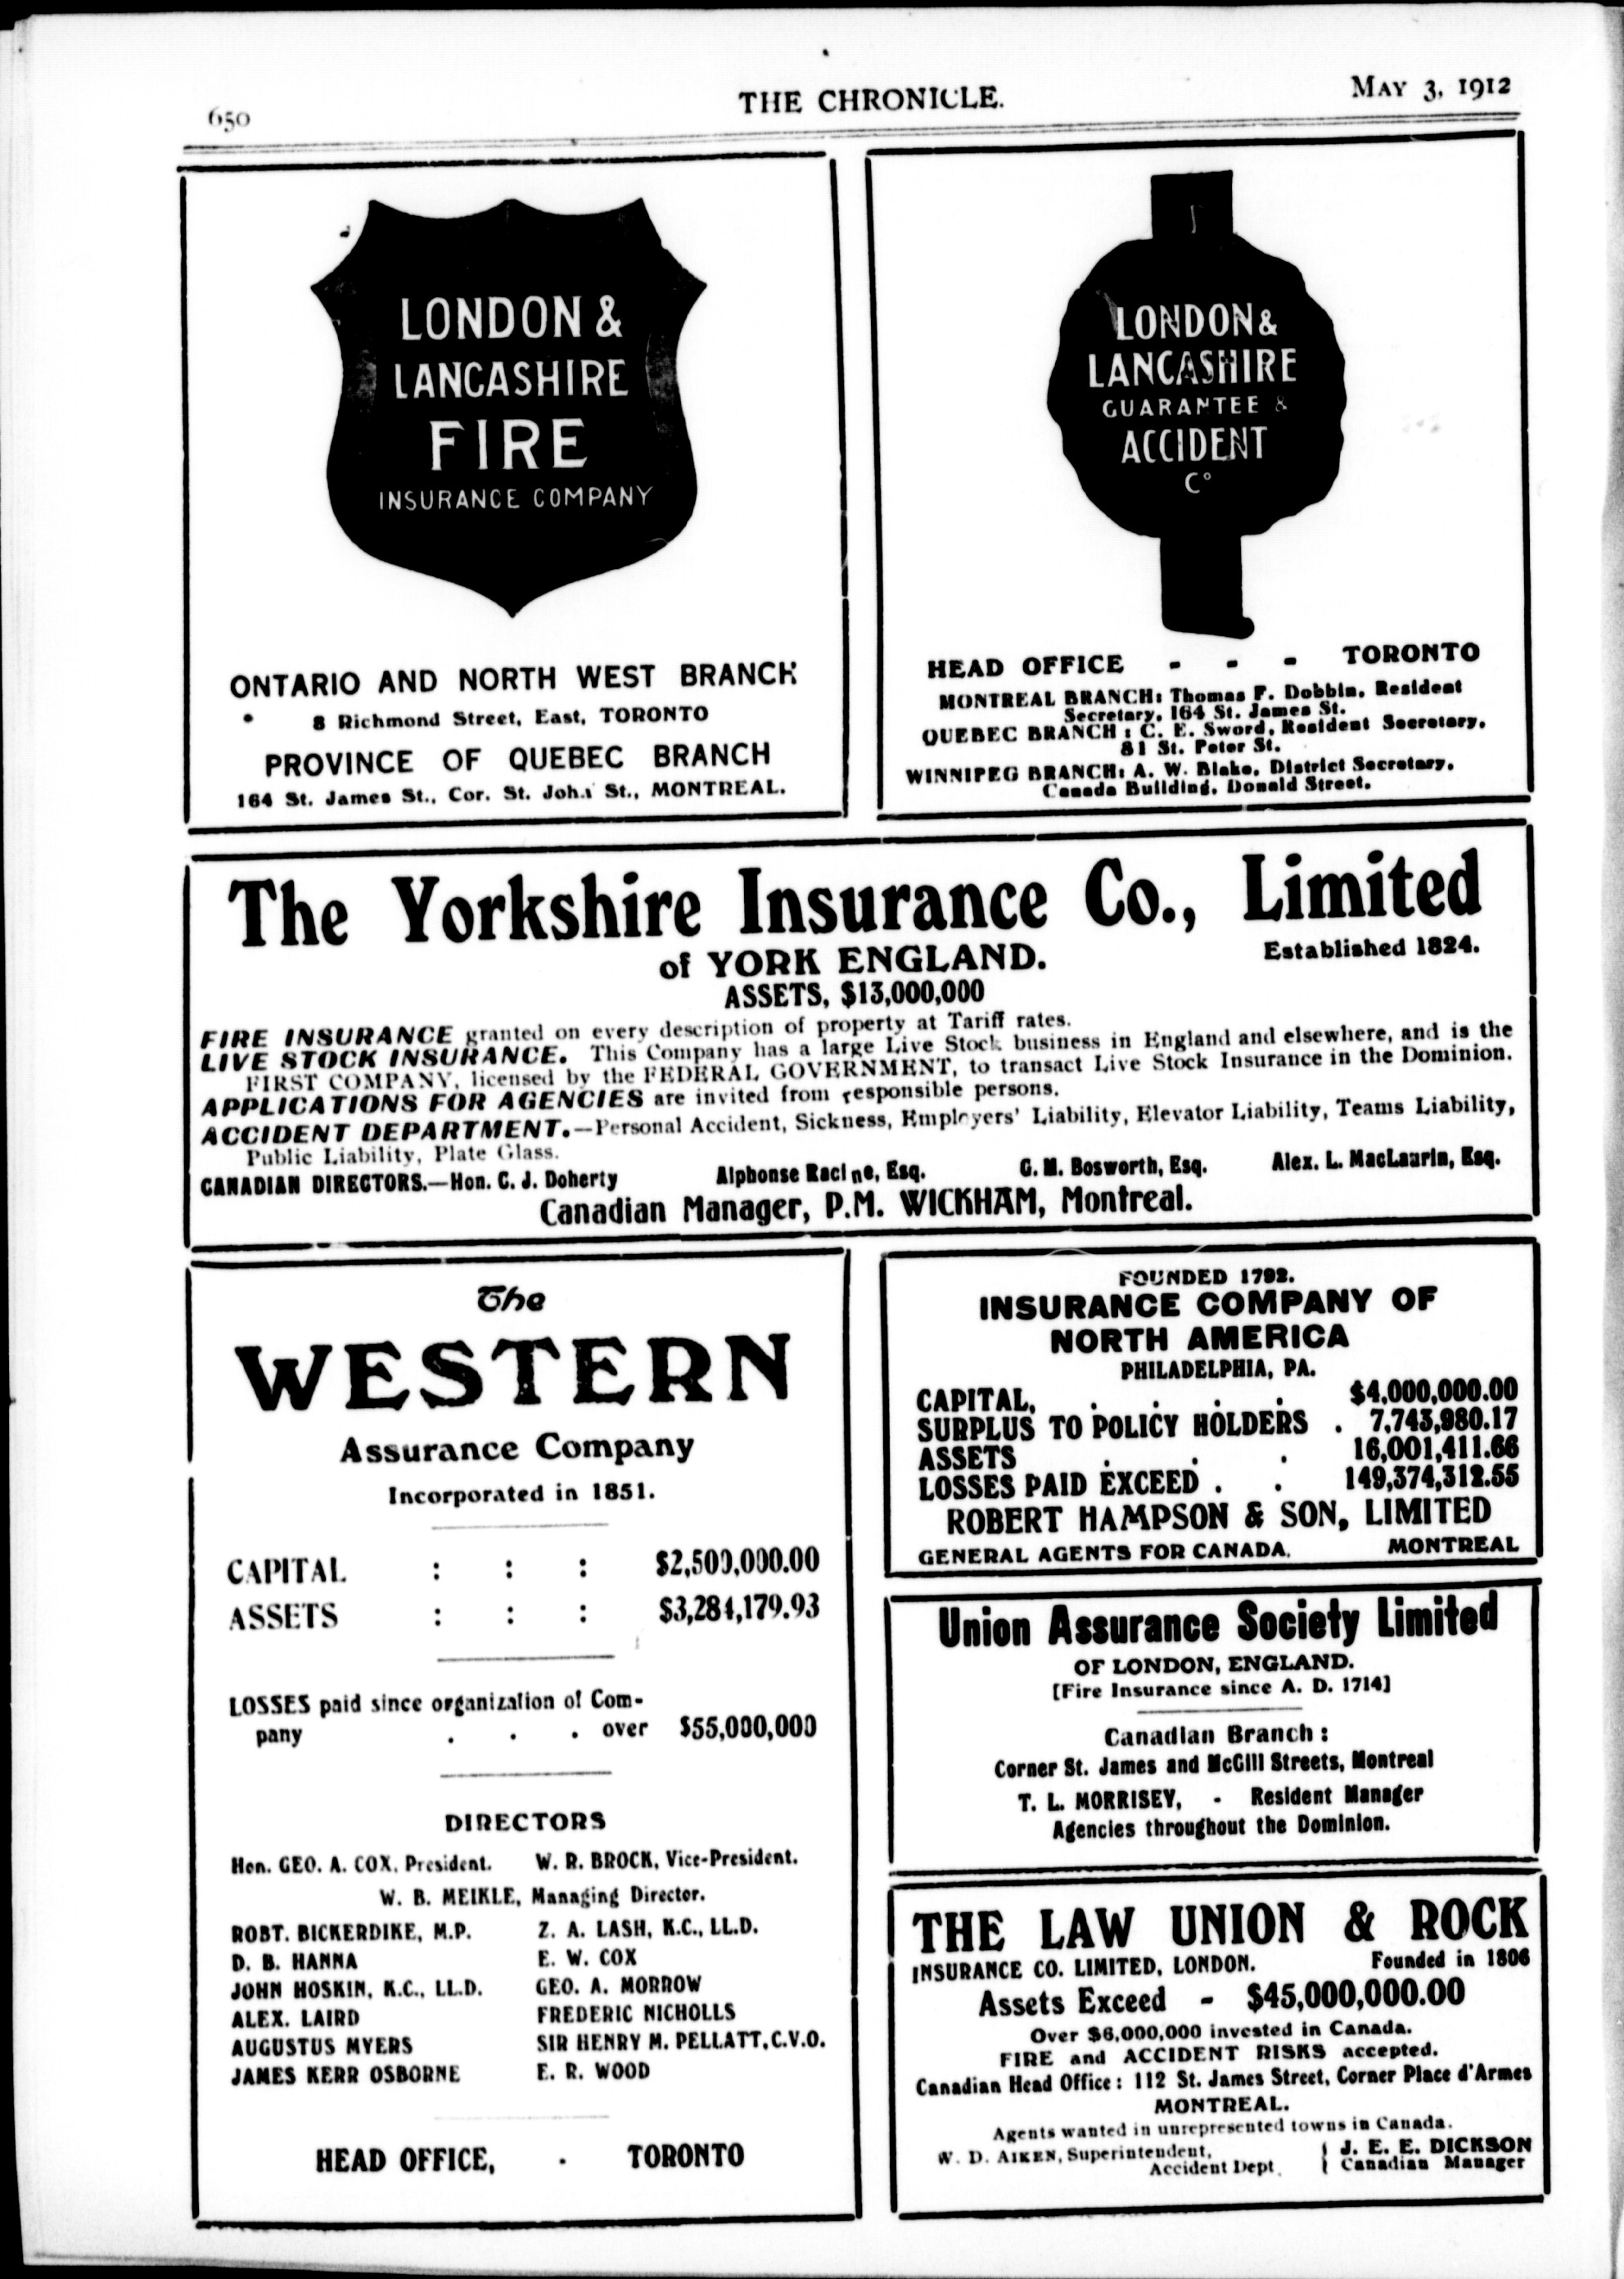 650
THE CHRONICLE.
MAY 3, 1912
LONDON &
LANCASHIRE
FIRE
INSURANCE COMPANY
ONTARIO AND NORTH WEST BRANCH
8 Richmond Street, East, TORONTO
PROVINCE OF QUEBEC BRANCH
164 St. James St., Cor. St. John St., MONTREAL.
LONDON &
LANCASHIRE
GUARANTEE &
ACCIDENT
Co
HEAD OFFICE - - - TORONTO
MONTREAL BRANCH: Thomas F. Dobbin, Resident
Secretary, 164 St. James St.
QUEBEC BRANCH : C. E. Sword, Resident Secretary,
81 St. Peter St.
WINNIPEG BRANCH: A. W. Blake, District Secretary,
Canada Building, Donald Street.
The Yorkshire Insurance Co., Limited
of YORK ENGLAND.
Established 1824.
ASSETS, $13,000,000
FIRE INSURANCE granted on every description of property at Tariff rates.
LIVE STOCK INSURANCE. This Company has a large Live Stock business in England and elsewhere, and is the
FIRST COMPANY, licensed by the FEDERAL GOVERNMENT, to transact Live Stock Insurance in the Dominion.
APPLICATIONS FOR AGENCIES are invited from responsible persons.
ACCIDENT DEPARTMENT.—Personal Accident, Sickness, Employers' Liability, Elevator Liability, Teams Liability,
Public Liability, Plate Glass.
CANADIAN DIRECTORS.—Hon. C. J. Doherty Alphonse Racine, Esq. G. M. Bosworth, Esq. Alex. L. MacLaurin, Esq.
Canadian Manager, P.M. WICKHAM, Montreal.
The
WESTERN
Assurance Company
Incorporated in 1851.
CAPITAL : : : $2,500,000.00
ASSETS : : : $3,284,179.93
LOSSES paid since organization of Com-
pany . . . over $55,000,000
DIRECTORS
Hon. GEO. A. COX, President. W. R. BROCK, Vice-President.
W. B. MEIKLE, Managing Director.
ROBT. BICKERDIKE, M.P. Z. A. LASH, K.C., LL.D.
D. B. HANNA E. W. COX
JOHN HOSKIN, K.C., LL.D. GEO. A. MORROW
ALEX. LAIRD FREDERIC NICHOLLS
AUGUSTUS MYERS SIR HENRY M. PELLATT, C.V.O.
JAMES KERR OSBORNE E. R. WOOD
HEAD OFFICE, - TORONTO
FOUNDED 1792.
INSURANCE COMPANY OF
NORTH AMERICA
PHILADELPHIA, PA.
CAPITAL, . . . . $4,000,000.00
SURPLUS TO POLICY HOLDERS . 7,743,980.17
ASSETS . . . 16,001,411.66
LOSSES PAID EXCEED . . 149,374,312.55
ROBERT HAMPSON & SON, LIMITED
GENERAL AGENTS FOR CANADA. MONTREAL
Union Assurance Society Limited
OF LONDON, ENGLAND.
[Fire Insurance since A. D. 1714]
Canadian Branch :
Corner St. James and McGill Streets, Montreal
T. L. MORRISEY, - Resident Manager
Agencies throughout the Dominion.
THE LAW UNION & ROCK
INSURANCE CO. LIMITED, LONDON. Founded in 1806
Assets Exceed - $45,000,000.00
Over $6,000,000 invested in Canada.
FIRE and ACCIDENT RISKS accepted.
Canadian Head Office : 112 St. James Street, Corner Place d'Armes
MONTREAL.
Agents wanted in unrepresented towns in Canada.
W. D. AIKEN, Superintendent, J. E. E. DICKSON
Accident Dept. Canadian Manager